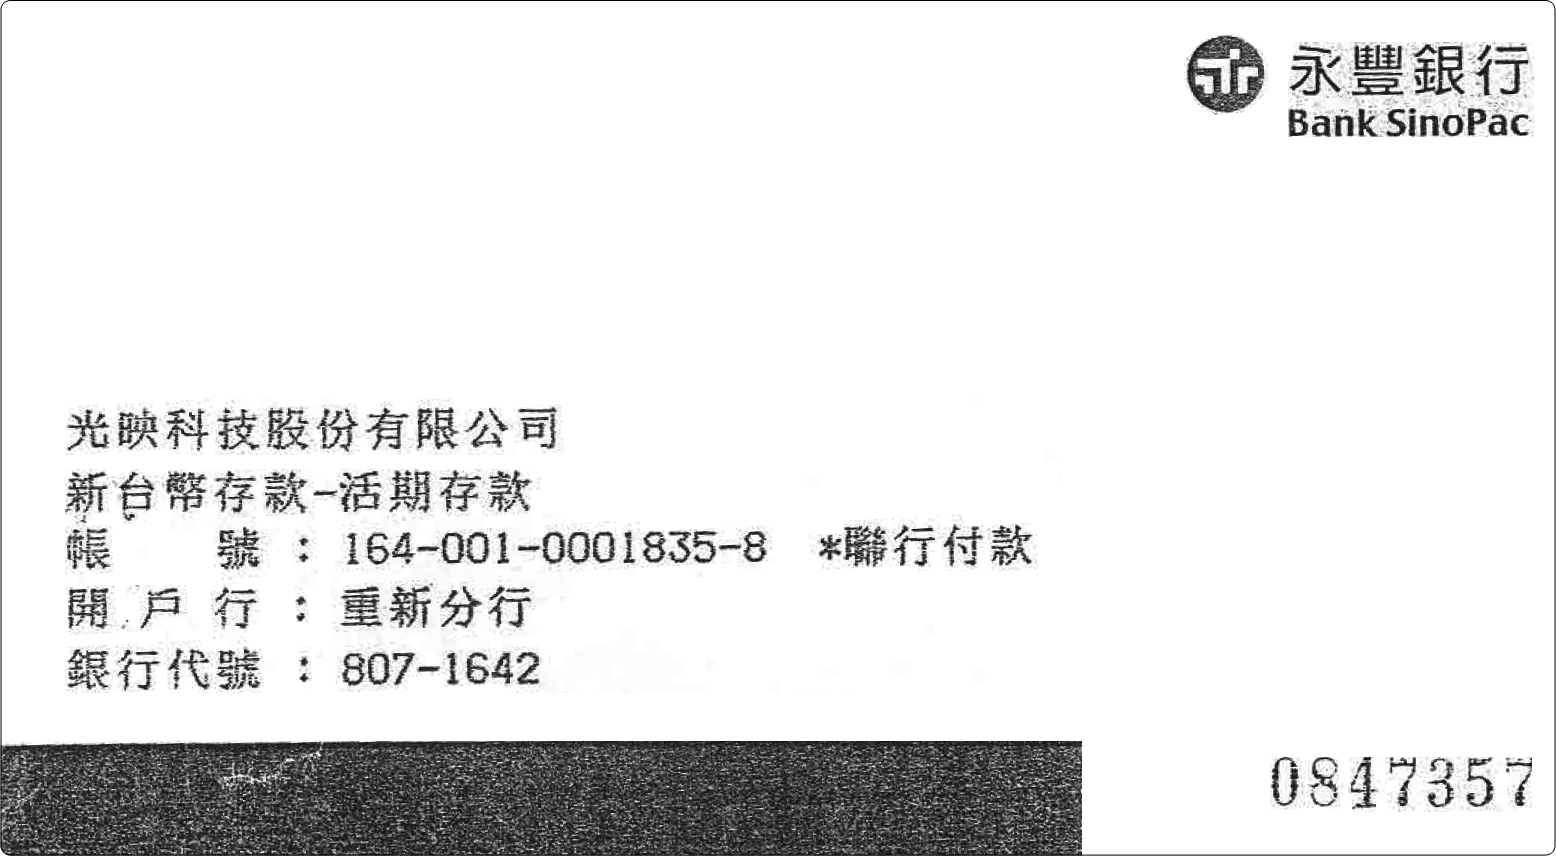 永豐銀行
Bank SinoPac
光映科技股份有限公司
新台幣存款-活期存款
帳 號 : 164-001-0001835-8 *聯行付款
開 戶 行 : 重新分行
銀行代號 : 807-1642
0847357